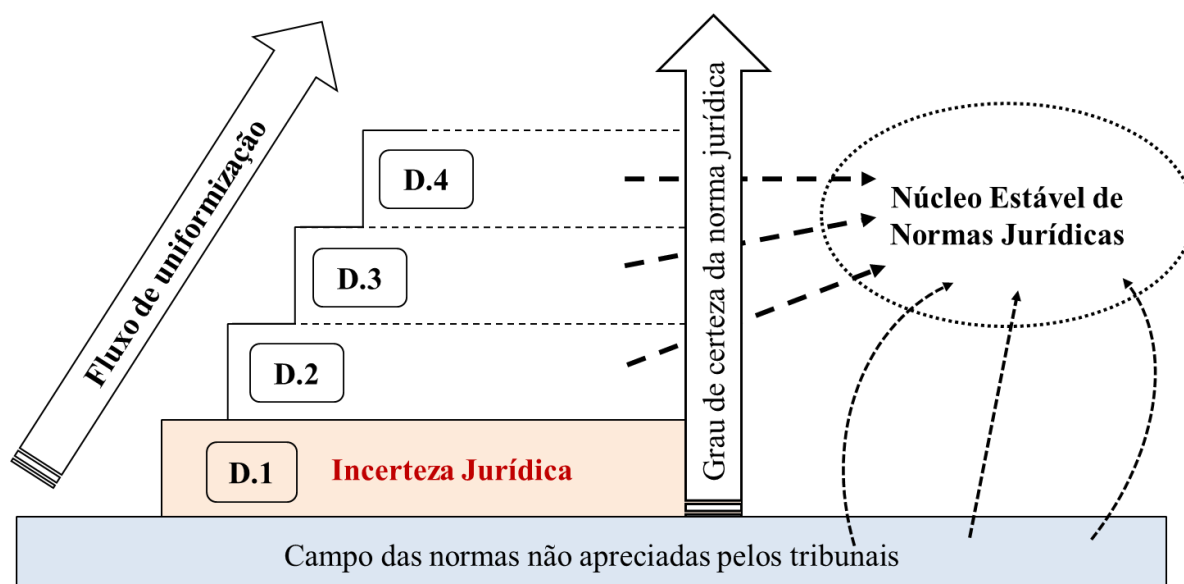 Fluxo de uniformização
D.4
D.3
D.2
D.1
Incerteza Jurídica
Grau de certeza da norma jurídica
Núcleo Estável de
Normas Jurídicas
Campo das normas não apreciadas pelos tribunais